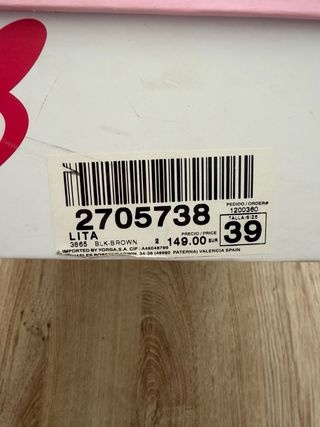 2705738
PEDIDO / ORDER#
1200360
LITA
3865 BLK-BROWN 2
PRECIO / PRICE
149.00 EUR
TALLA/SIZE
39
IMPORTED BY YORGA,S.A. CIF: A46048799
34-36 (46980 PATERNA) VALENCIA SPAIN